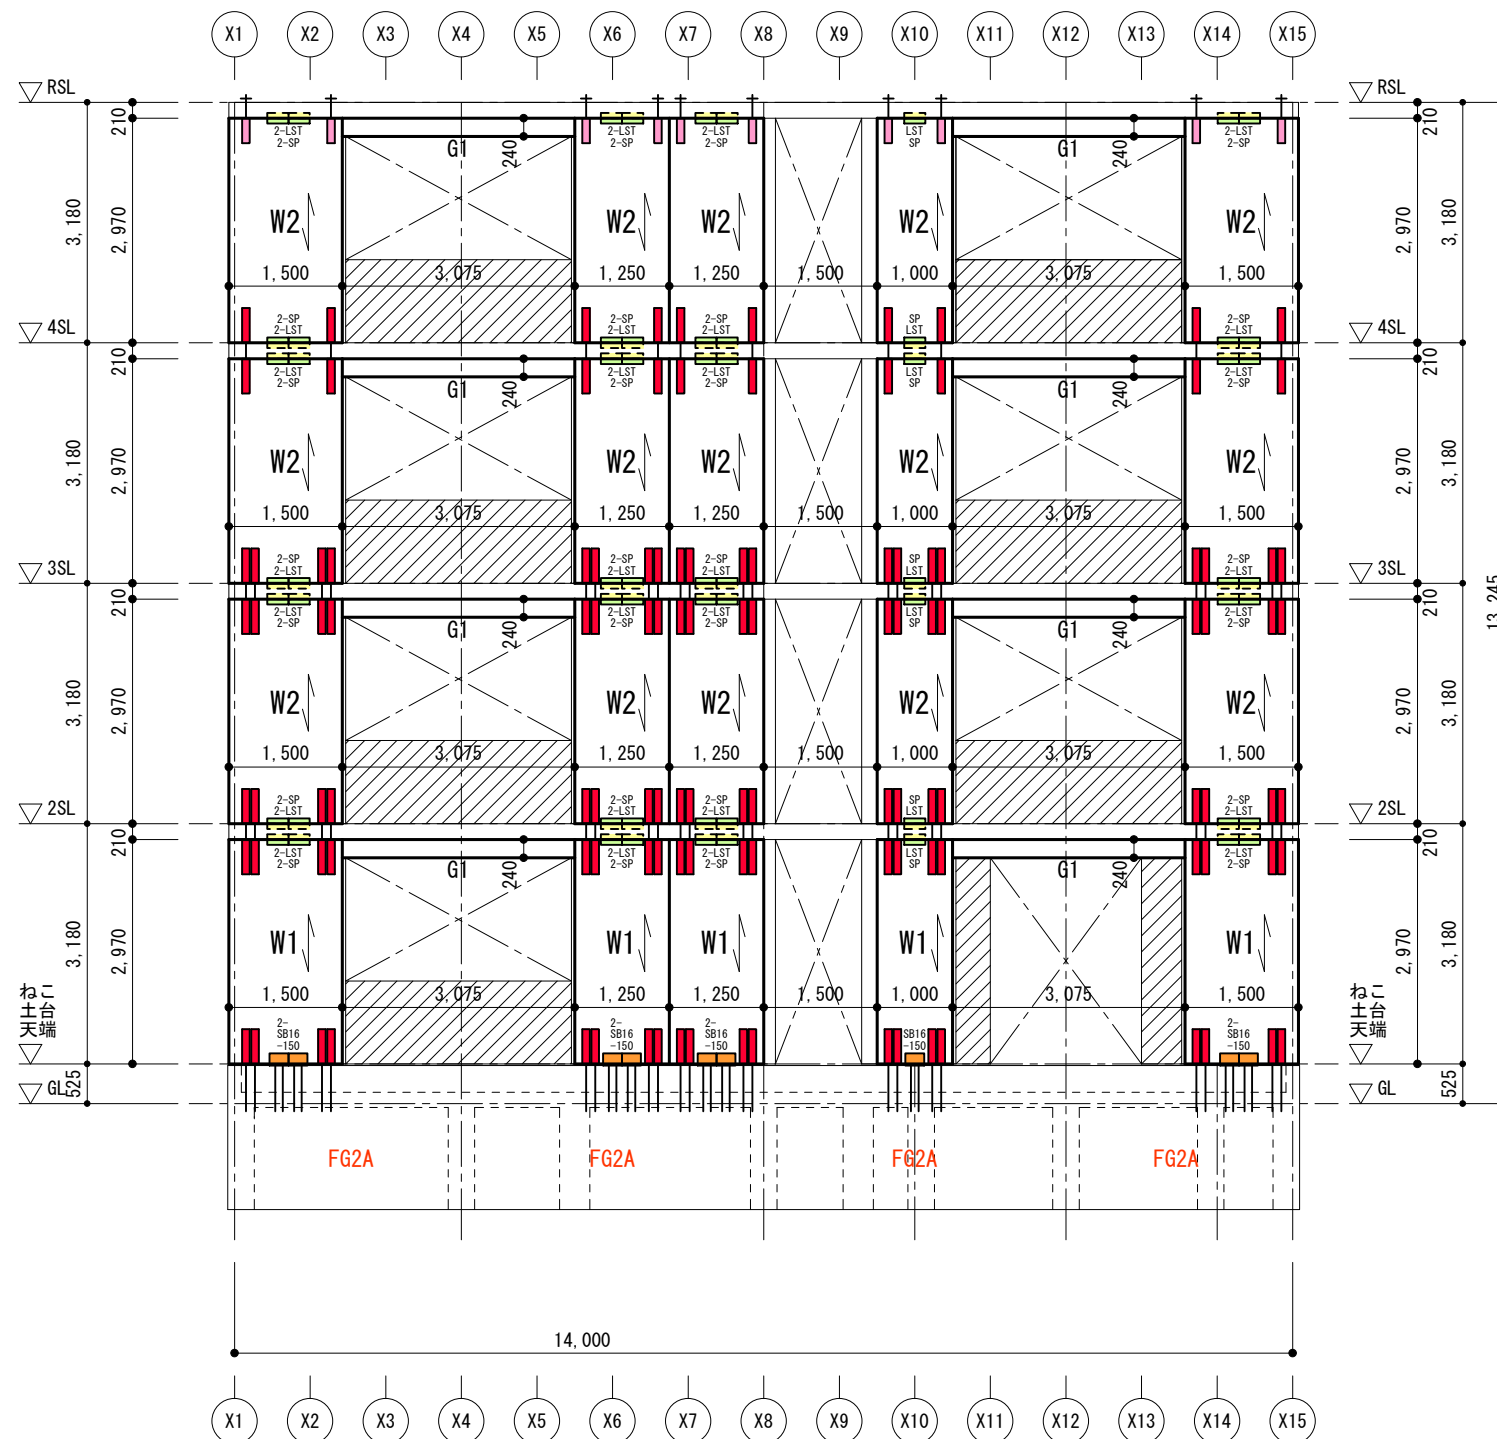 X1 X2 X3 X4 X5 X6 X7 X8 X9 X10 X11 X12 X13 X14 X15
RSL RSL
210 210
2-LST 2-LST 2-LST LST 2-LST
2-SP 2-SP 2-SP SP 2-SP
G1 240 G1 240
W2 W2 W2 W2 W2
3,180 2,970 2,970 3,180
1,500 3,075 1,250 1,250 1,500 1,000 3,075 1,500
2-SP 2-SP 2-SP SP 2-SP
2-LST 2-LST 2-LST LST 2-LST
4SL 4SL
210 210
2-LST 2-LST 2-LST LST 2-LST
2-SP 2-SP 2-SP SP 2-SP
G1 240 G1 240
W2 W2 W2 W2 W2
3,180 2,970 2,970 3,180
1,500 3,075 1,250 1,250 1,500 1,000 3,075 1,500
2-SP 2-SP 2-SP SP 2-SP
2-LST 2-LST 2-LST LST 2-LST
3SL 3SL
210 210
13,245
2-LST 2-LST 2-LST LST 2-LST
2-SP 2-SP 2-SP SP 2-SP
G1 240 G1 240
W2 W2 W2 W2 W2
3,180 2,970 2,970 3,180
1,500 3,075 1,250 1,250 1,500 1,000 3,075 1,500
2-SP 2-SP 2-SP SP 2-SP
2-LST 2-LST 2-LST LST 2-LST
2SL 2SL
210 210
2-LST 2-LST 2-LST LST 2-LST
2-SP 2-SP 2-SP SP 2-SP
G1 240 G1 240
W1 W1 W1 W1 W1
3,180 2,970 2,970 3,180
1,500 3,075 1,250 1,250 1,500 1,000 3,075 1,500
ねこ ねこ
土台 土台
天端 天端
2- 2- 2- 2-
SB16 SB16 SB16 SB16 SB16
-150 -150 -150 -150 -150
GL 525 GL 525
FG2A FG2A FG2A FG2A
14,000
X1 X2 X3 X4 X5 X6 X7 X8 X9 X10 X11 X12 X13 X14 X15